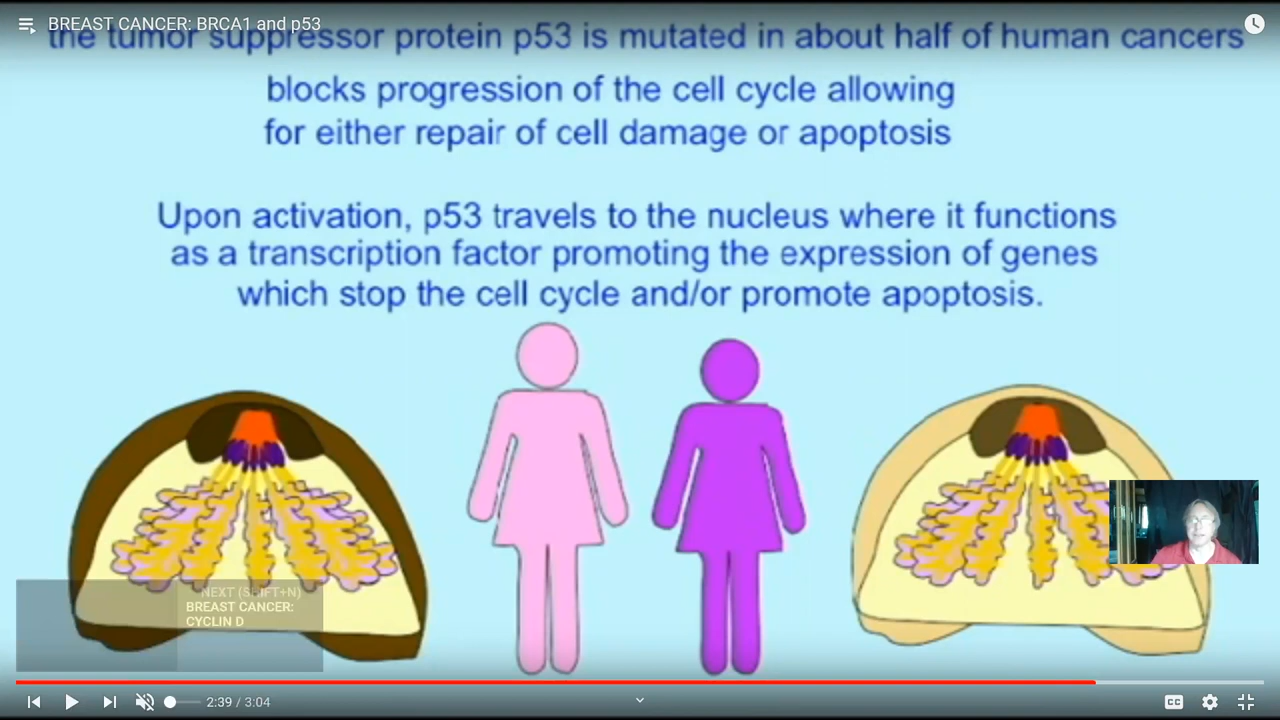 BREAST CANCER: BRCA1 and p53
the tumor suppressor protein p53 is mutated in about half of human cancers
blocks progression of the cell cycle allowing
for either repair of cell damage or apoptosis
Upon activation, p53 travels to the nucleus where it functions
as a transcription factor promoting the expression of genes
which stop the cell cycle and/or promote apoptosis.
NEXT (SHIFT+N)
BREAST CANCER:
CYCLIN D
2:39 / 3:04
CC